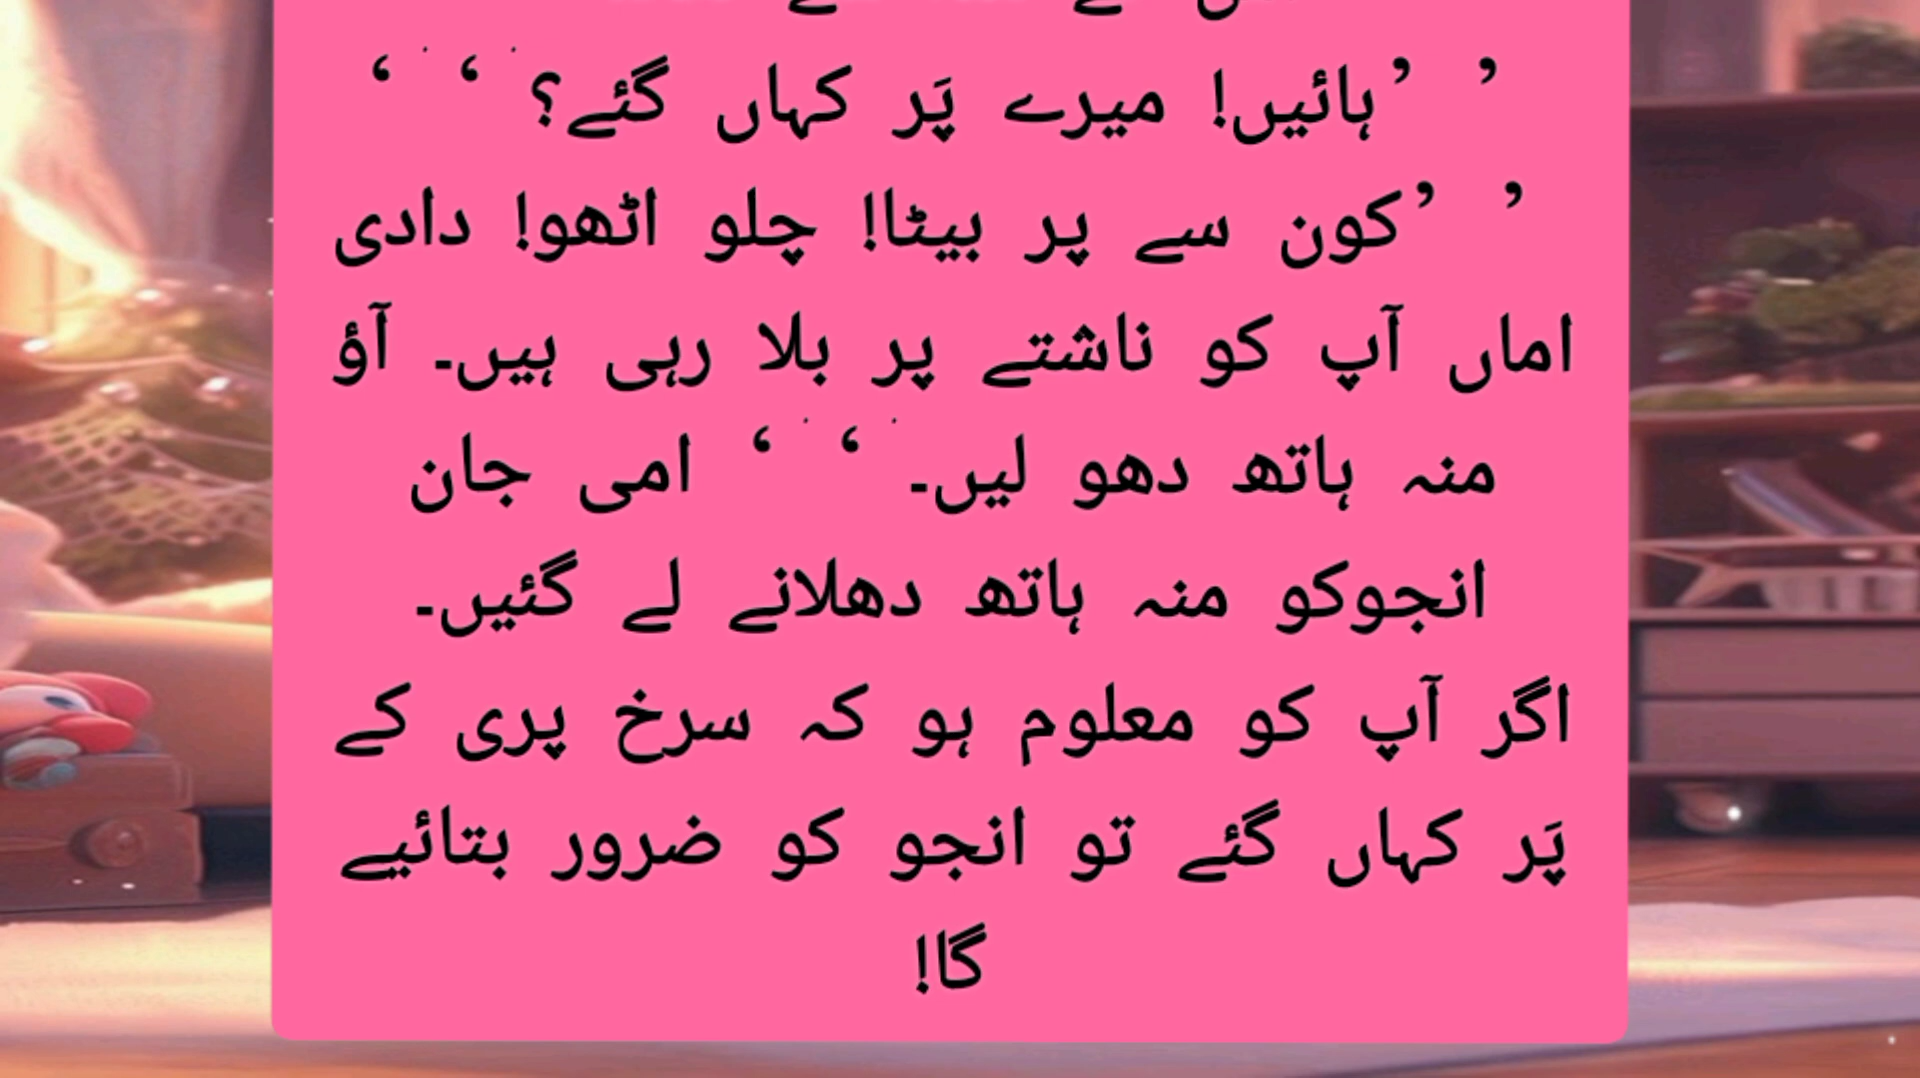 ’ ’ہائیں! میرے پَر کہاں گئے؟ ‘ ‘
’ ’کون سے پر بیٹا! چلو اٹھو! دادی
اماں آپ کو ناشتے پر بلا رہی ہیں۔ آؤ
منہ ہاتھ دھو لیں۔ ‘ ‘ امی جان
انجوکو منہ ہاتھ دھلانے لے گئیں۔
اگر آپ کو معلوم ہو کہ سرخ پری کے
پَر کہاں گئے تو انجو کو ضرور بتائیے
گا!